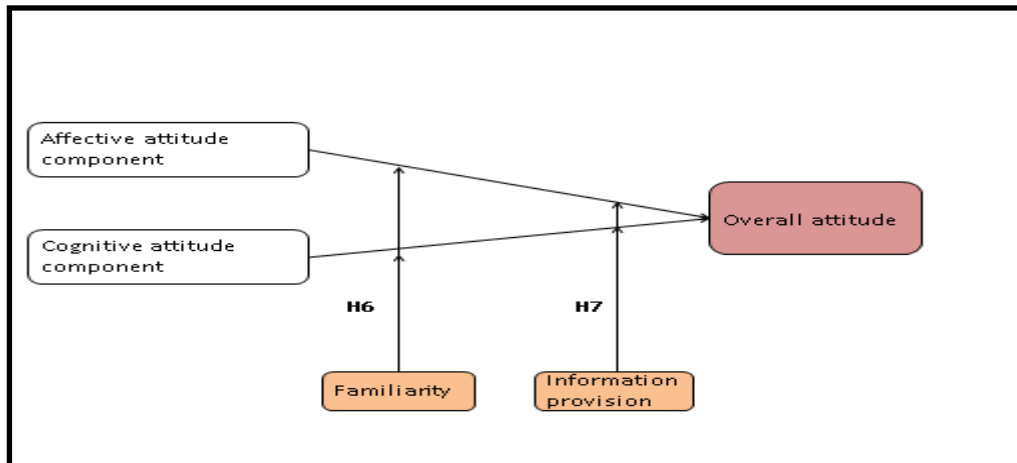 Affective attitude
component
Overall attitude
Cognitive attitude
component
H6
H7
Familiarity
Information
provision